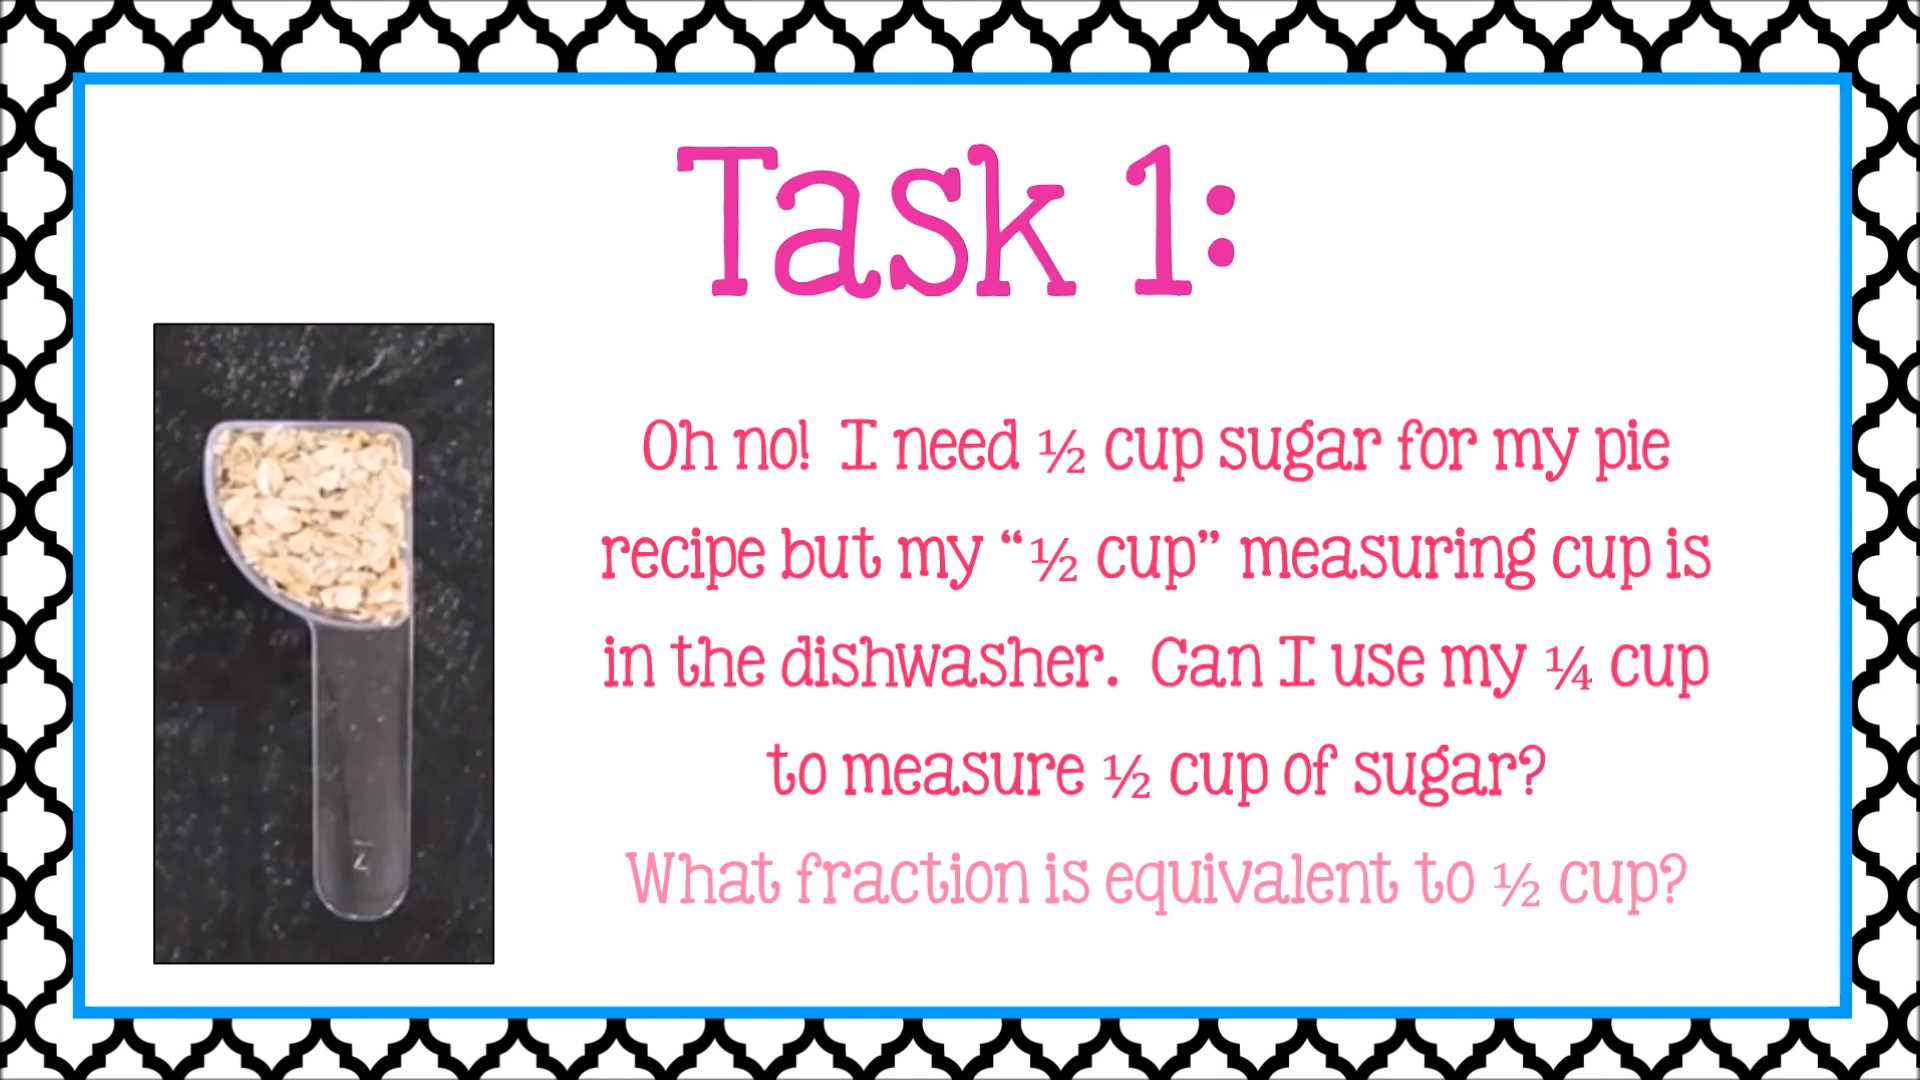 Task 1:
Oh no! I need ½ cup sugar for my pie
recipe but my “½ cup” measuring cup is
in the dishwasher. Can I use my ¼ cup
to measure ½ cup of sugar?
What fraction is equivalent to ½ cup?